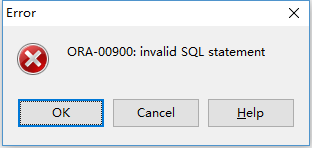 Error
ORA-00900: invalid SQL statement
OK
Cancel
Help